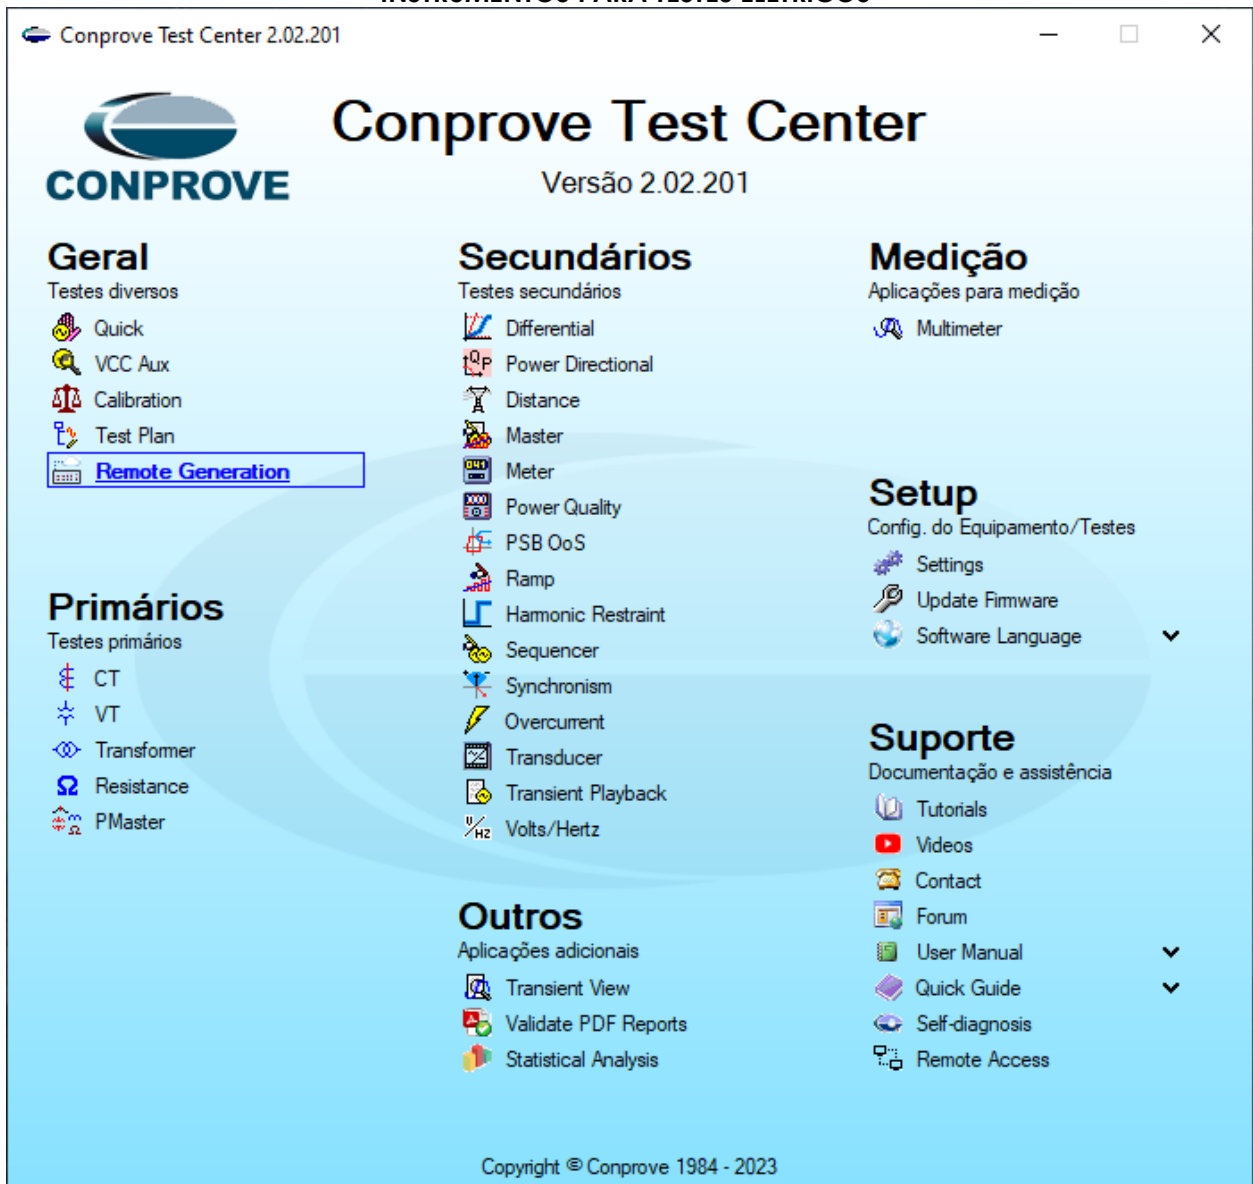 INSTRUMENTOS PARA TESTES ELÉTRICOS
Conprove Test Center 2.02.201
CONPROVE
Conprove Test Center
Versão 2.02.201
Geral
Testes diversos
Quick
VCC Aux
Calibration
Test Plan
Remote Generation
Primários
Testes primários
CT
VT
Transformer
Resistance
PMaster
Secundários
Testes secundários
Differential
Power Directional
Distance
Master
Meter
Power Quality
PSB OoS
Ramp
Harmonic Restraint
Sequencer
Synchronism
Overcurrent
Transducer
Transient Playback
Volts/Hertz
Outros
Aplicações adicionais
Transient View
Validate PDF Reports
Statistical Analysis
Medição
Aplicações para medição
Multimeter
Setup
Config. do Equipamento/Testes
Settings
Update Firmware
Software Language
Suporte
Documentação e assistência
Tutorials
Videos
Contact
Forum
User Manual
Quick Guide
Self-diagnosis
Remote Access
Copyright © Conprove 1984 - 2023